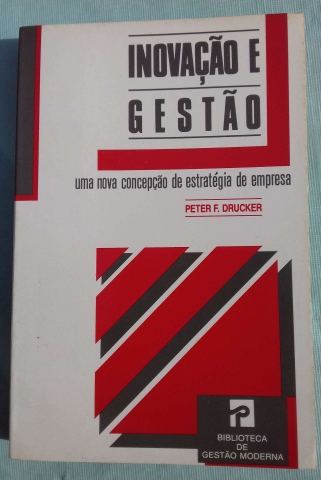 INOVAÇÃO E
GESTÃO
uma nova concepção de estratégia de empresa
PETER F. DRUCKER
BIBLIOTECA
DE
GESTÃO MODERNA